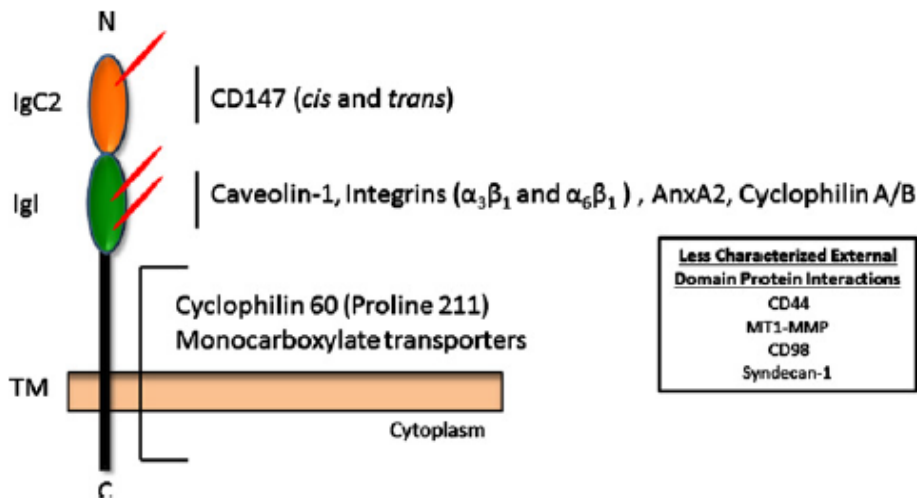 N
IgC2
CD147 (cis and trans)
IgI
Caveolin-1, Integrins (α₃β₁ and α₆β₁ ) , AnxA2, Cyclophilin A/B
Less Characterized External
Domain Protein Interactions
CD44
MT1-MMP
CD98
Syndecan-1
Cyclophilin 60 (Proline 211)
Monocarboxylate transporters
TM
Cytoplasm
C